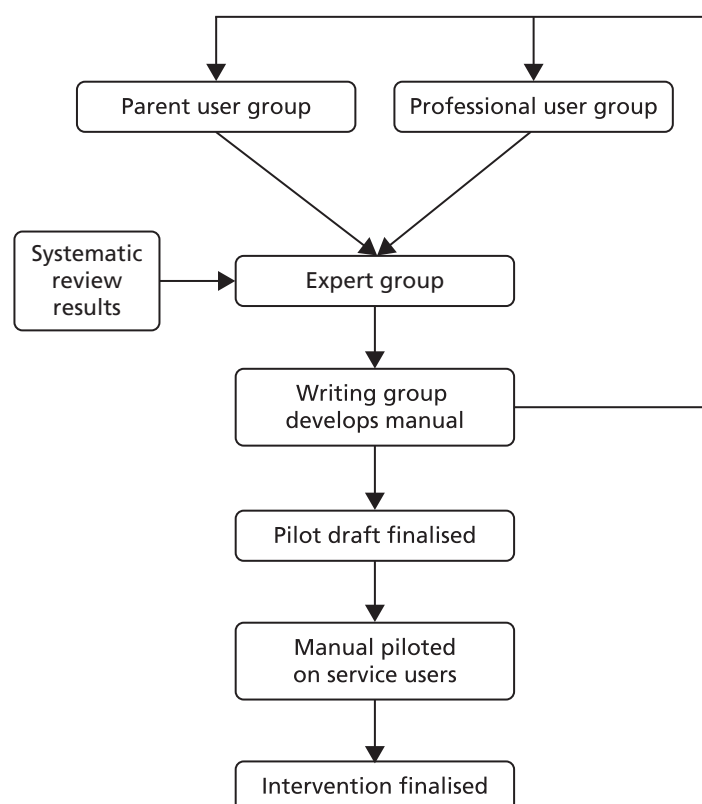 Parent user group
Professional user group
Systematic
review
results
Expert group
Writing group
develops manual
Pilot draft finalised
Manual piloted
on service users
Intervention finalised